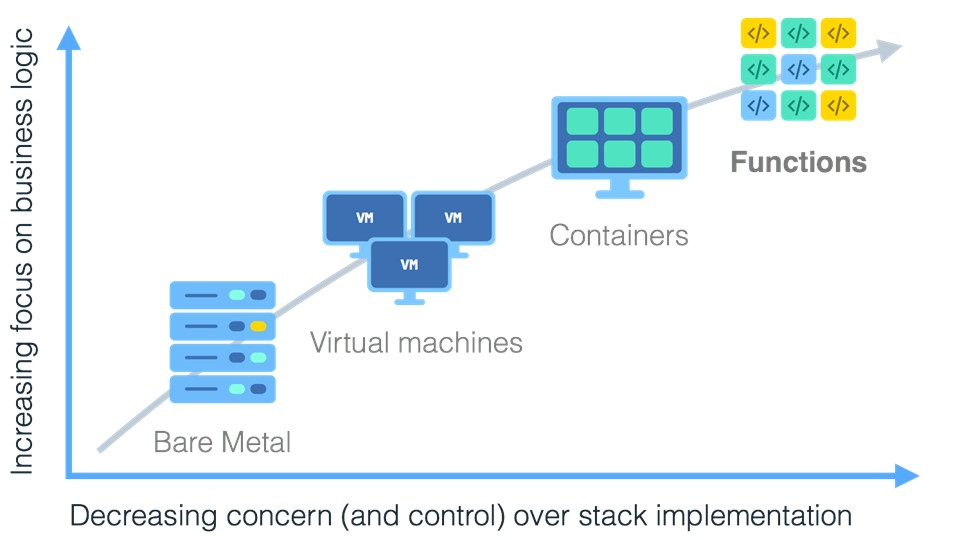 Increasing focus on business logic
</> </> </>
</> </> </>
</> </> </>
Functions
Containers
VM VM
VM
Virtual machines
Bare Metal
Decreasing concern (and control) over stack implementation